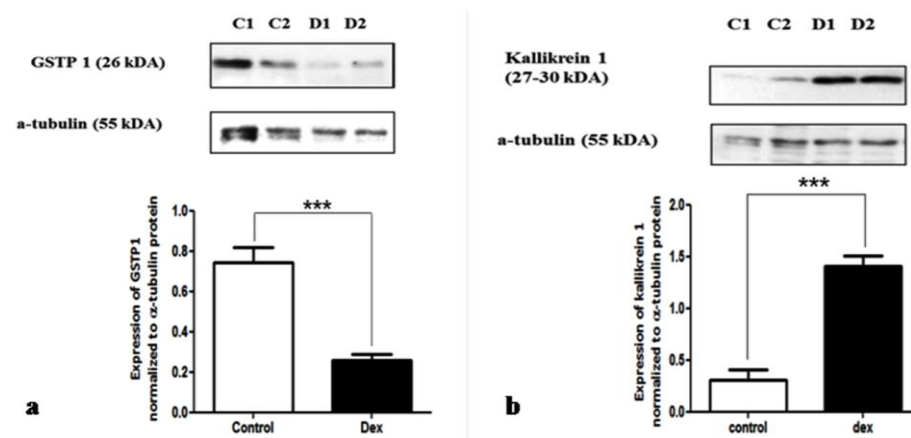 C1 C2 D1 D2
GSTP 1 (26 kDA)
a-tubulin (55 kDA)
***
1.0
0.8
0.6
0.4
0.2
0.0
Expression of GSTP1
normalized to α-tubulin protein
Control Dex
a
C1 C2 D1 D2
Kallikrein 1
(27-30 kDA)
a-tubulin (55 kDA)
***
2.0
1.5
1.0
0.5
0.0
Expression of kallikrein 1
normalized to α-tubulin protein
control dex
b